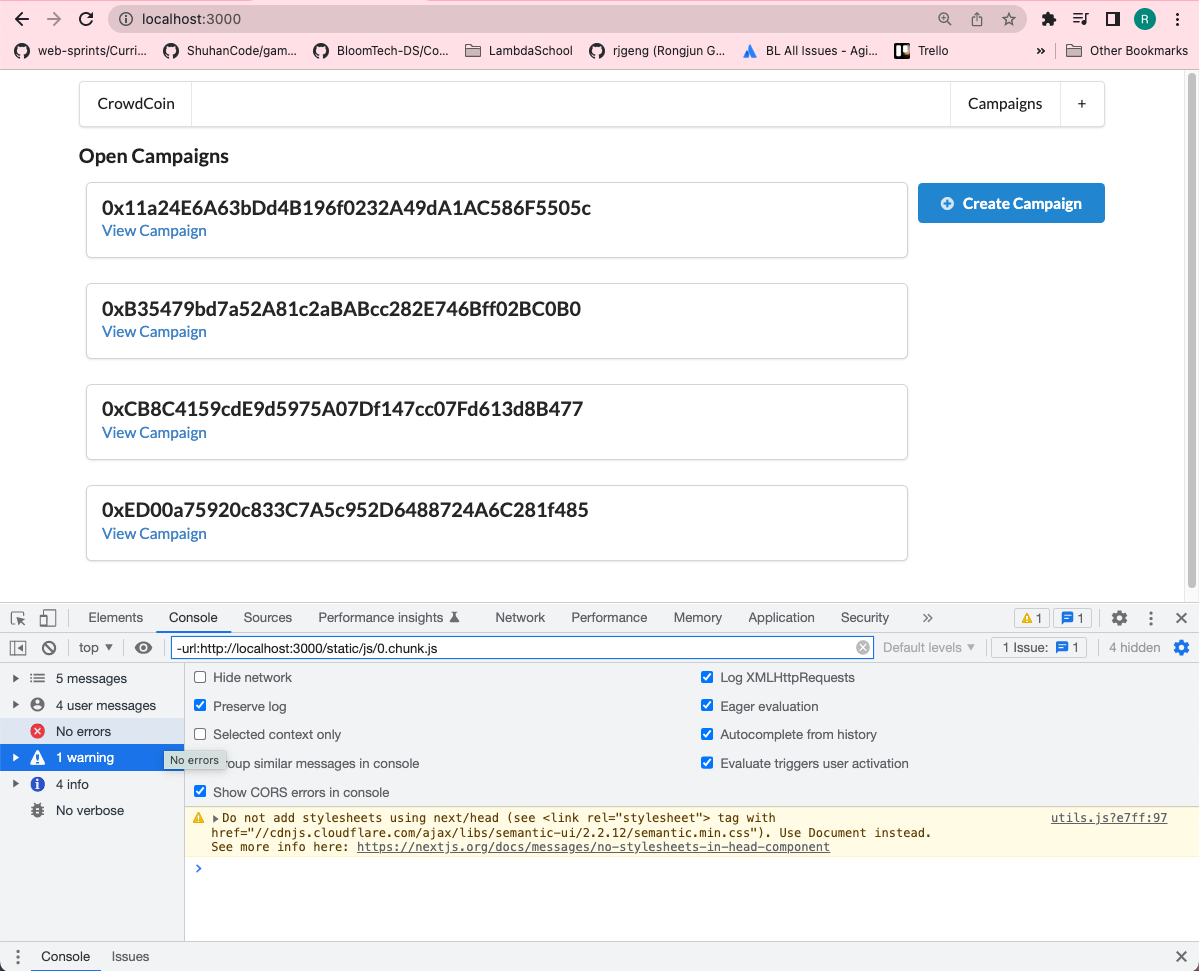 localhost:3000
R
web-sprints/Curri...
ShuhanCode/gam...
BloomTech-DS/Co...
LambdaSchool
rjgeng (Rongjun G...
BL All Issues - Agi...
Trello
»
Other Bookmarks
CrowdCoin
Campaigns
+
Open Campaigns
0x11a24E6A63bDd4B196f0232A49dA1AC586F5505c
View Campaign
Create Campaign
0xB35479bd7a52A81c2aBABcc282E746Bff02BC0B0
View Campaign
0xCB8C4159cdE9d5975A07Df147cc07Fd613d8B477
View Campaign
0xED00a75920c833C7A5c952D6488724A6C281f485
View Campaign
Elements
Console
Sources
Performance insights
Network
Performance
Memory
Application
Security
»
1
1
top
-url:http://localhost:3000/static/js/0.chunk.js
Default levels
1 Issue:
1
4 hidden
5 messages
4 user messages
No errors
1 warning
No errors
4 info
No verbose
Hide network
Log XMLHttpRequests
Preserve log
Eager evaluation
Selected context only
Autocomplete from history
roup similar messages in console
Evaluate triggers user activation
Show CORS errors in console
Do not add stylesheets using next/head (see <link rel="stylesheet"> tag with
utils.js?e7ff:97
href="//cdnjs.cloudflare.com/ajax/libs/semantic-ui/2.2.12/semantic.min.css"). Use Document instead.
See more info here: https://nextjs.org/docs/messages/no-stylesheets-in-head-component
Console
Issues